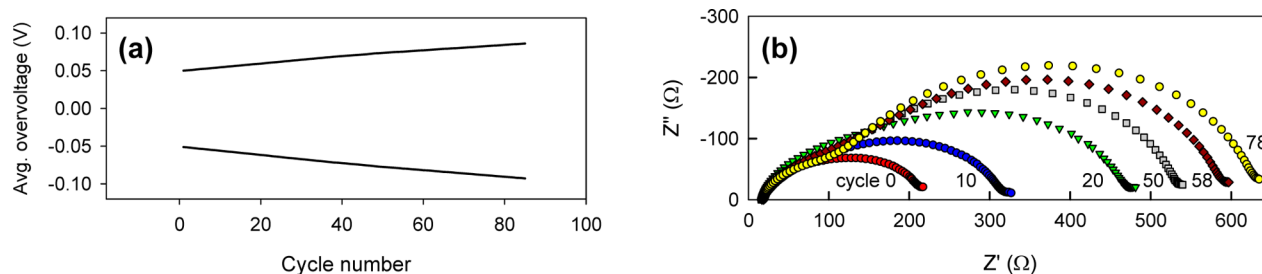 (a)
Avg. overvoltage (V)
0.10
0.05
0.00
-0.05
-0.10
0 20 40 60 80 100
Cycle number
(b)
Z'' (Ω)
-300
-200
-100
0
cycle 0 10 20 50 58 78
0 100 200 300 400 500 600
Z' (Ω)